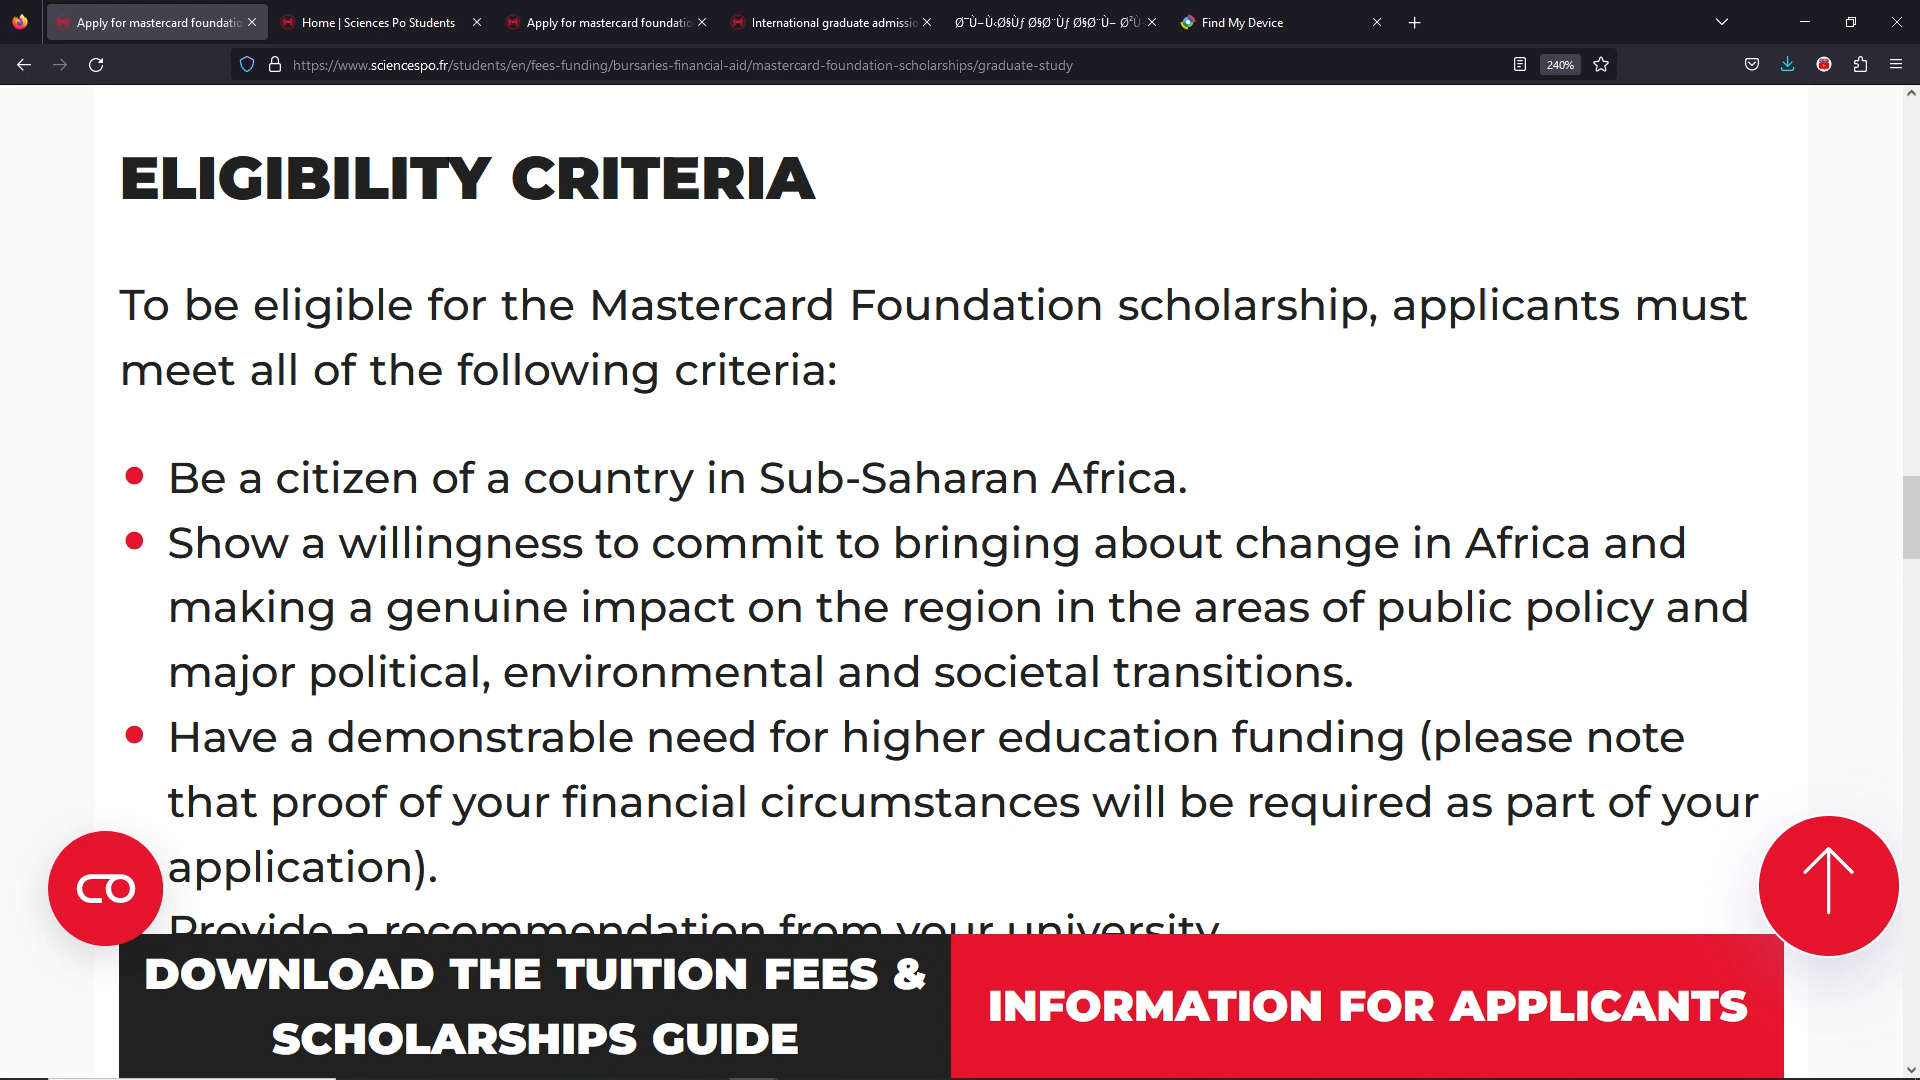 Apply for mastercard foundatio
Home | Sciences Po Students
Apply for mastercard foundatio
International graduate admissio
Find My Device
https://www.sciencespo.fr/students/en/fees-funding/bursaries-financial-aid/mastercard-foundation-scholarships/graduate-study
240%
ELIGIBILITY CRITERIA
To be eligible for the Mastercard Foundation scholarship, applicants must
meet all of the following criteria:
Be a citizen of a country in Sub-Saharan Africa.
Show a willingness to commit to bringing about change in Africa and
making a genuine impact on the region in the areas of public policy and
major political, environmental and societal transitions.
Have a demonstrable need for higher education funding (please note
that proof of your financial circumstances will be required as part of your
application).
Provide a recommendation from your university
DOWNLOAD THE TUITION FEES &
SCHOLARSHIPS GUIDE
INFORMATION FOR APPLICANTS